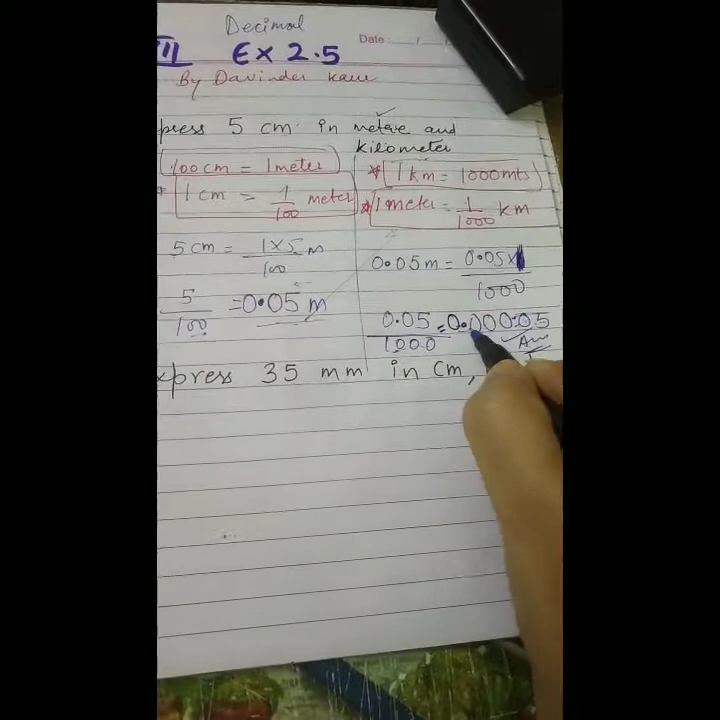 Decimal
VII EX 2.5
Date
By Davinder kaur
press 5 cm in metere and
kilometer
100 cm = 1 meter
* 1 km = 1000 mts
* 1 cm = 1/100 meter
* 1 meter = 1/1000 km
5 cm = 1×5/100 m
0.05 m = 0.05×1/1000
5/100 = 0.05 m
0.05/1000 = 0.00005
Ans
xpress 35 mm in Cm,